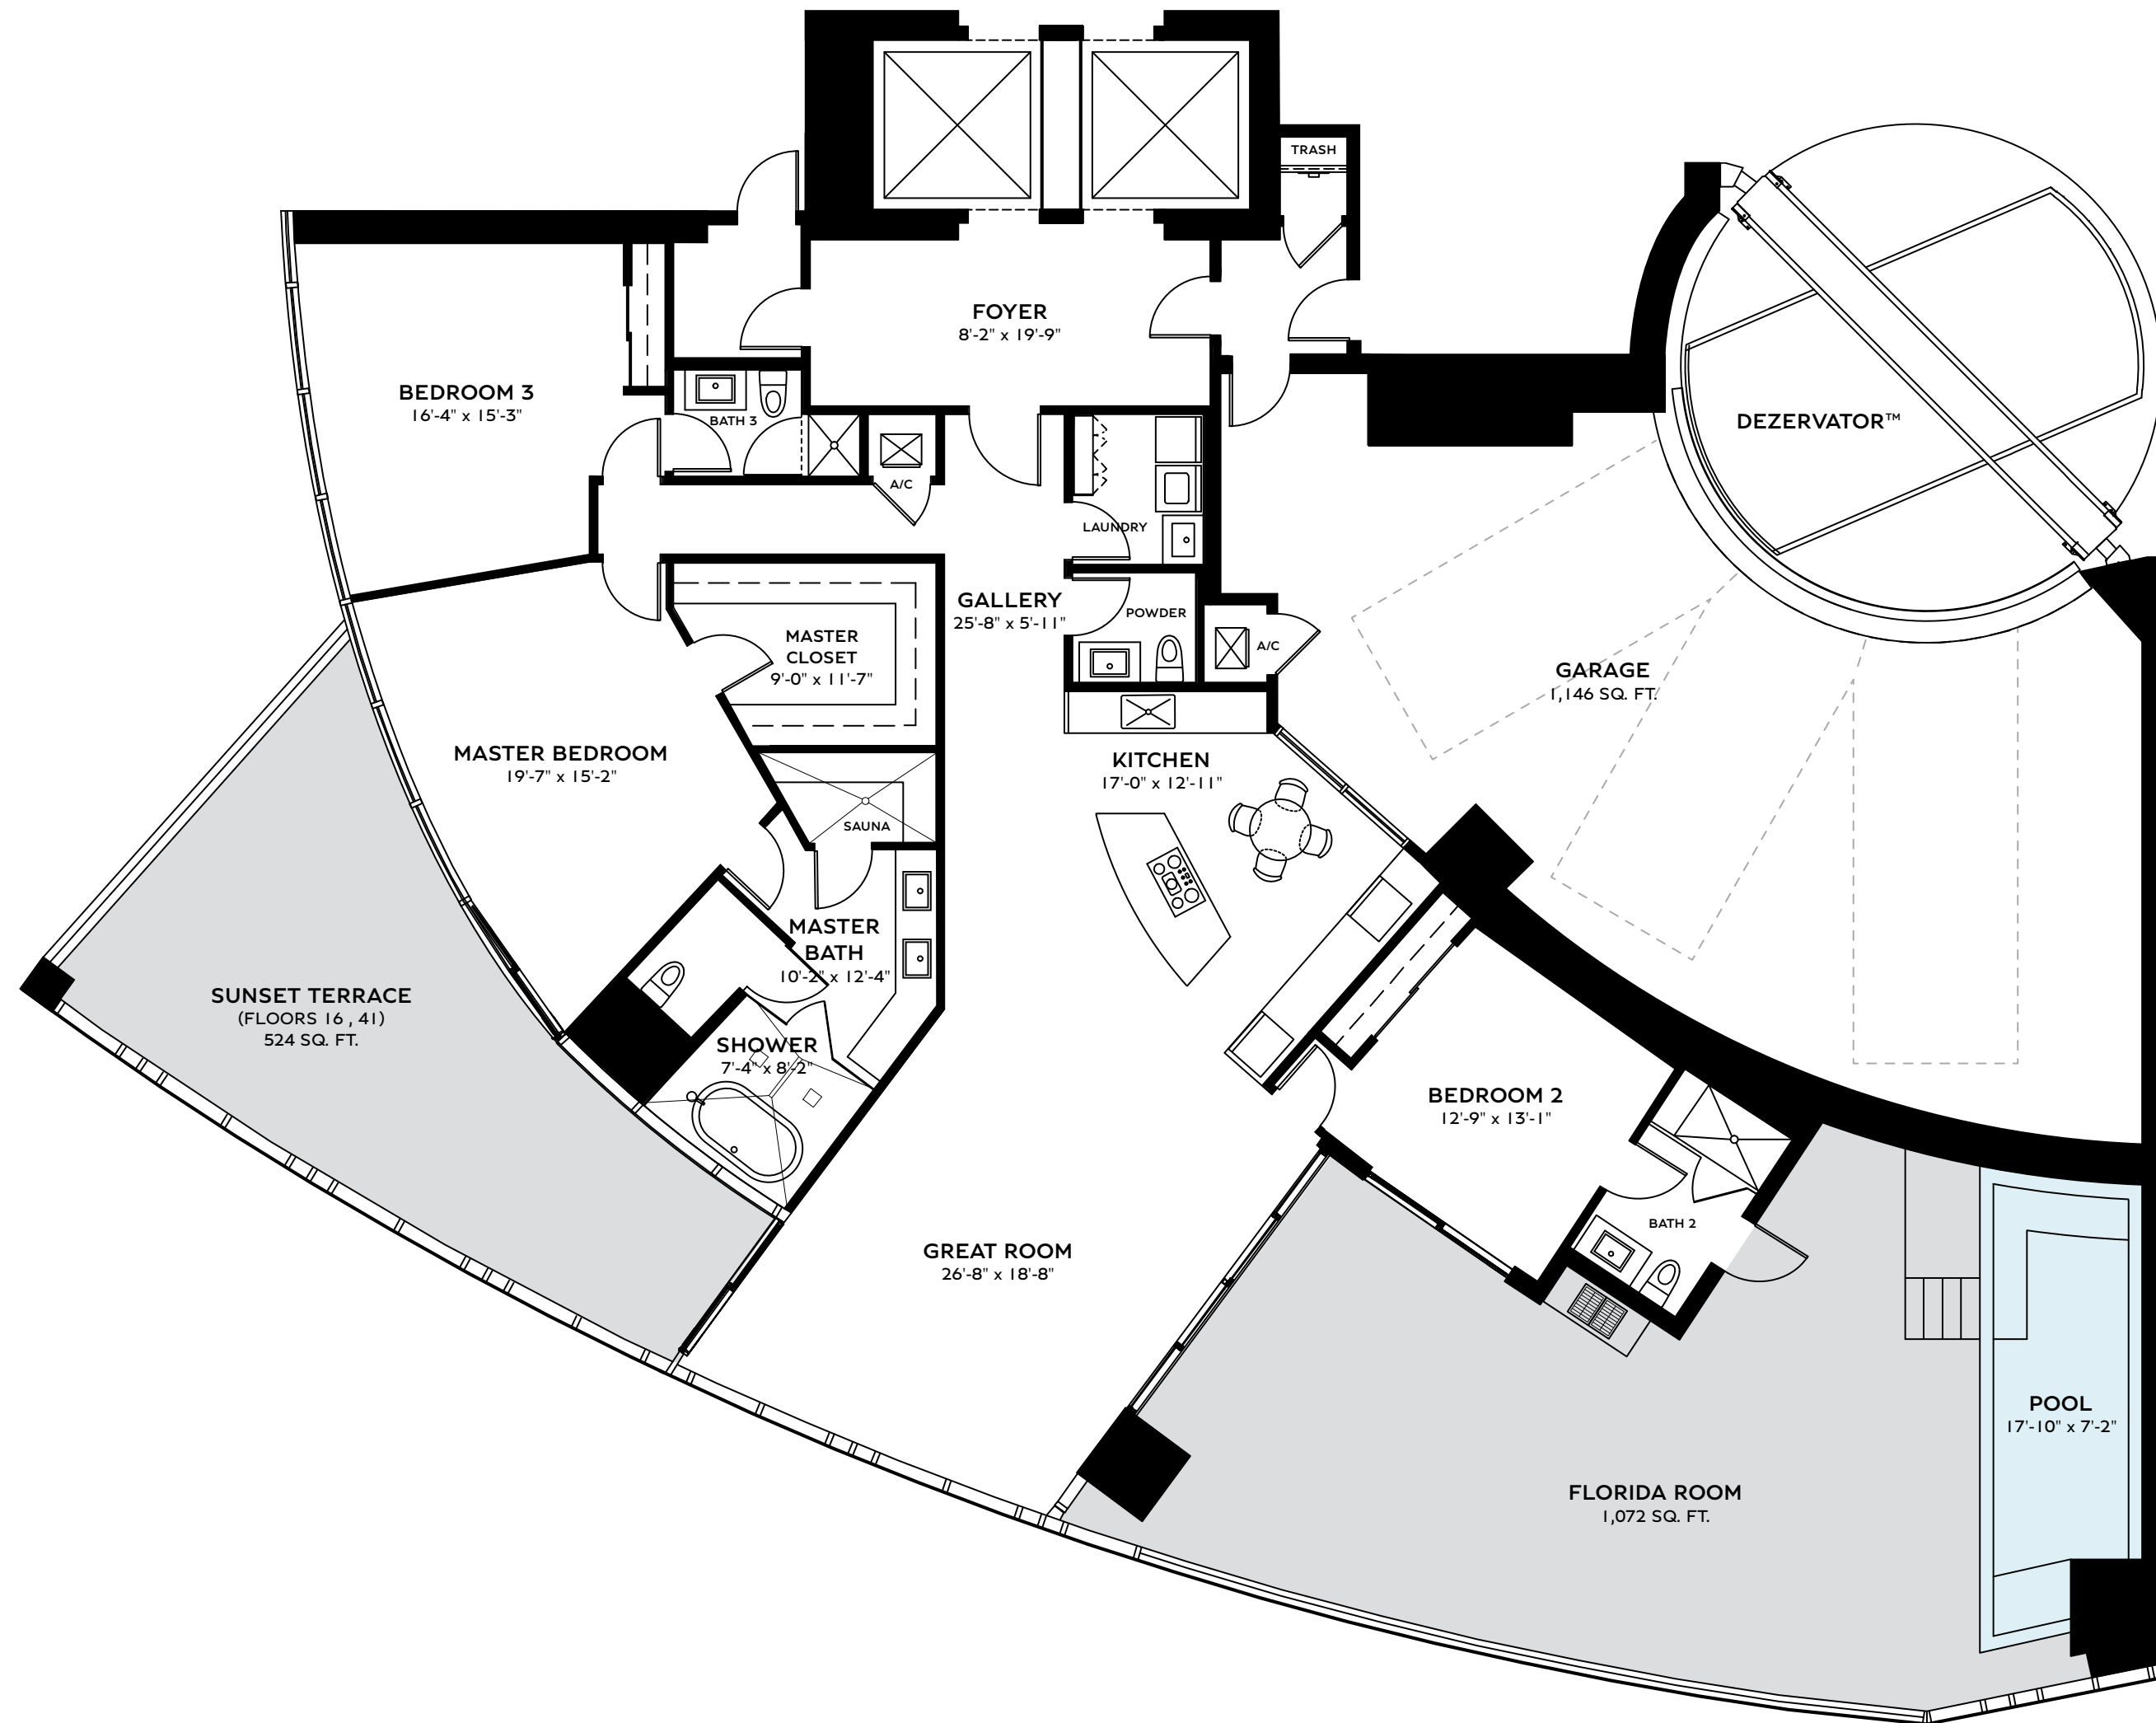 TRASH
FOYER
8'-2" x 19'-9"
BEDROOM 3
16'-4" x 15'-3"
BATH 3
DEZERVATOR™
A/C
LAUNDRY
GALLERY
25'-8" x 5'-11"
POWDER
MASTER
CLOSET
9'-0" x 11'-7"
A/C
GARAGE
1,146 SQ. FT.
MASTER BEDROOM
19'-7" x 15'-2"
KITCHEN
17'-0" x 12'-11"
SAUNA
MASTER
BATH
10'-2" x 12'-4"
SUNSET TERRACE
(FLOORS 16 , 41)
524 SQ. FT.
SHOWER
7'-4" x 8'-2"
BEDROOM 2
12'-9" x 13'-1"
BATH 2
GREAT ROOM
26'-8" x 18'-8"
POOL
17'-10" x 7'-2"
FLORIDA ROOM
1,072 SQ. FT.